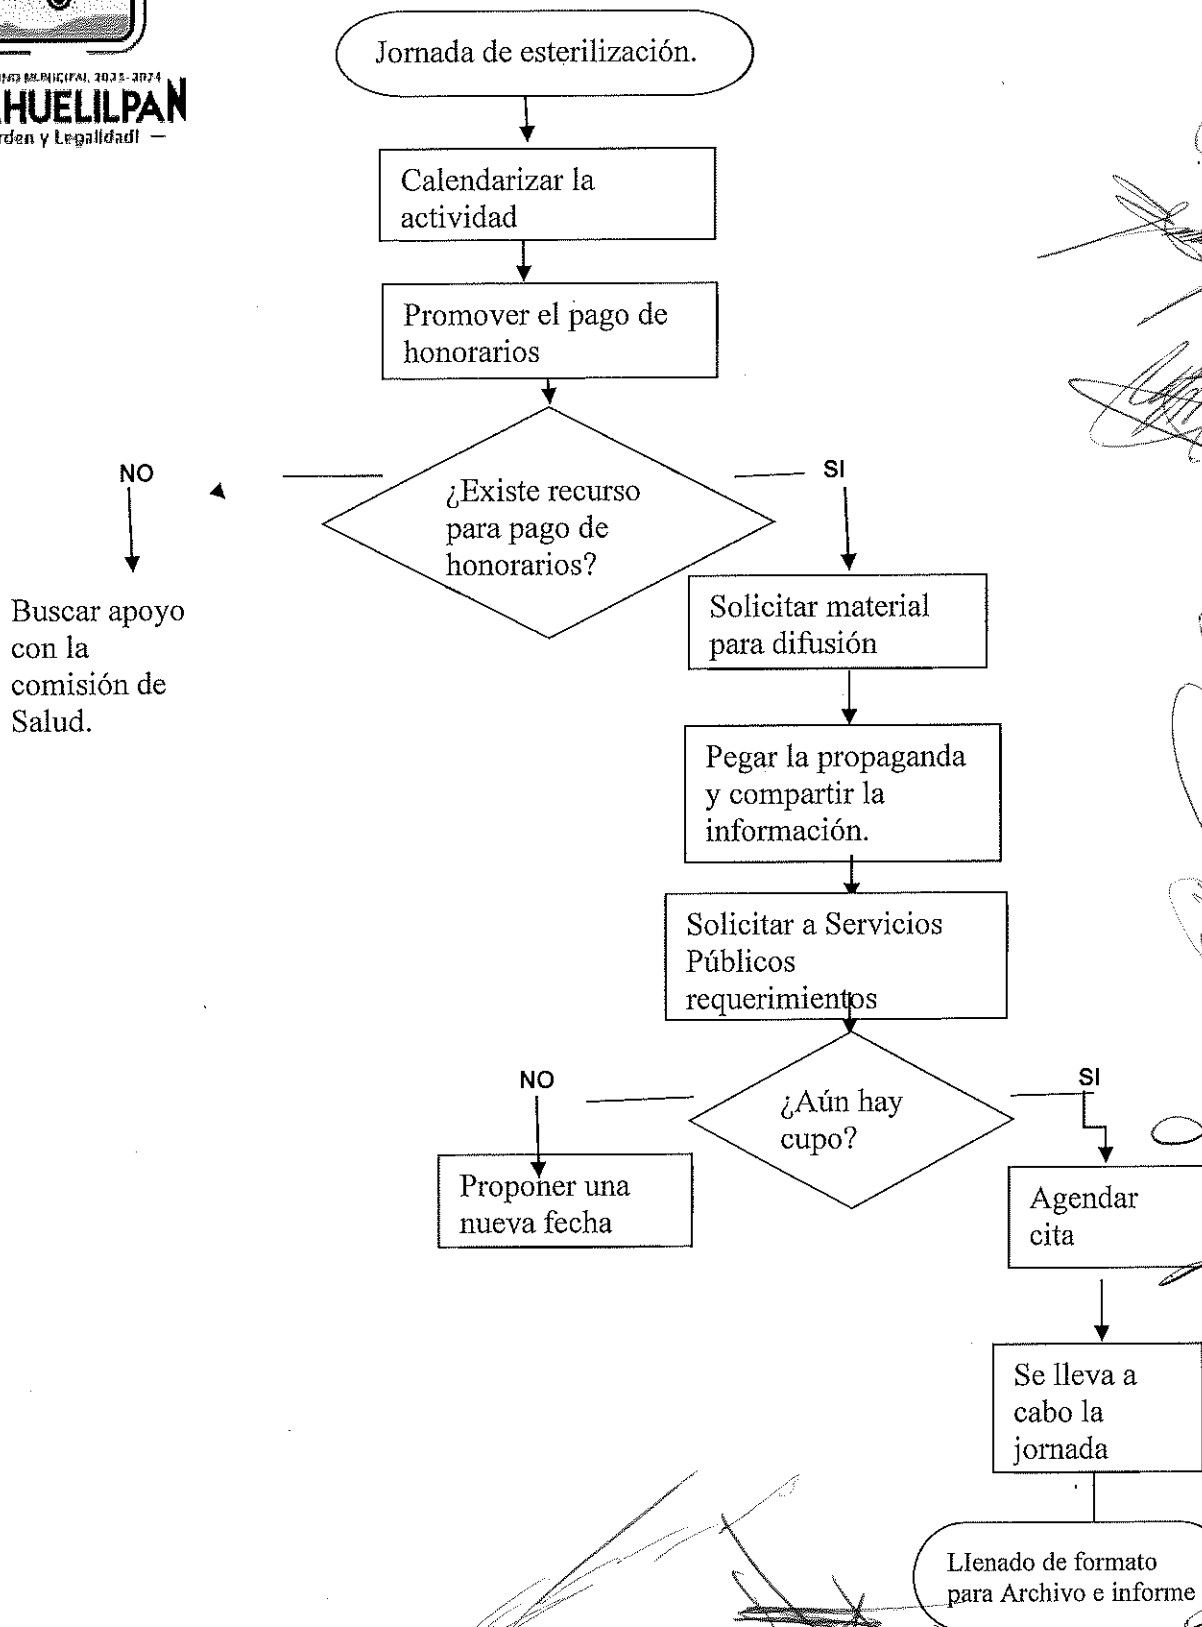 HUELILPAN
rden y Legalidad! —
Jornada de esterilización.
Calendarizar la
actividad
Promover el pago de
honorarios
NO
SI
¿Existe recurso
para pago de
honorarios?
Buscar apoyo
con la
comisión de
Salud.
Solicitar material
para difusión
Pegar la propaganda
y compartir la
información.
Solicitar a Servicios
Públicos
requerimientos
NO
SI
¿Aún hay
cupo?
Proponer una
nueva fecha
Agendar
cita
Se lleva a
cabo la
jornada
LIenado de formato
para Archivo e informe